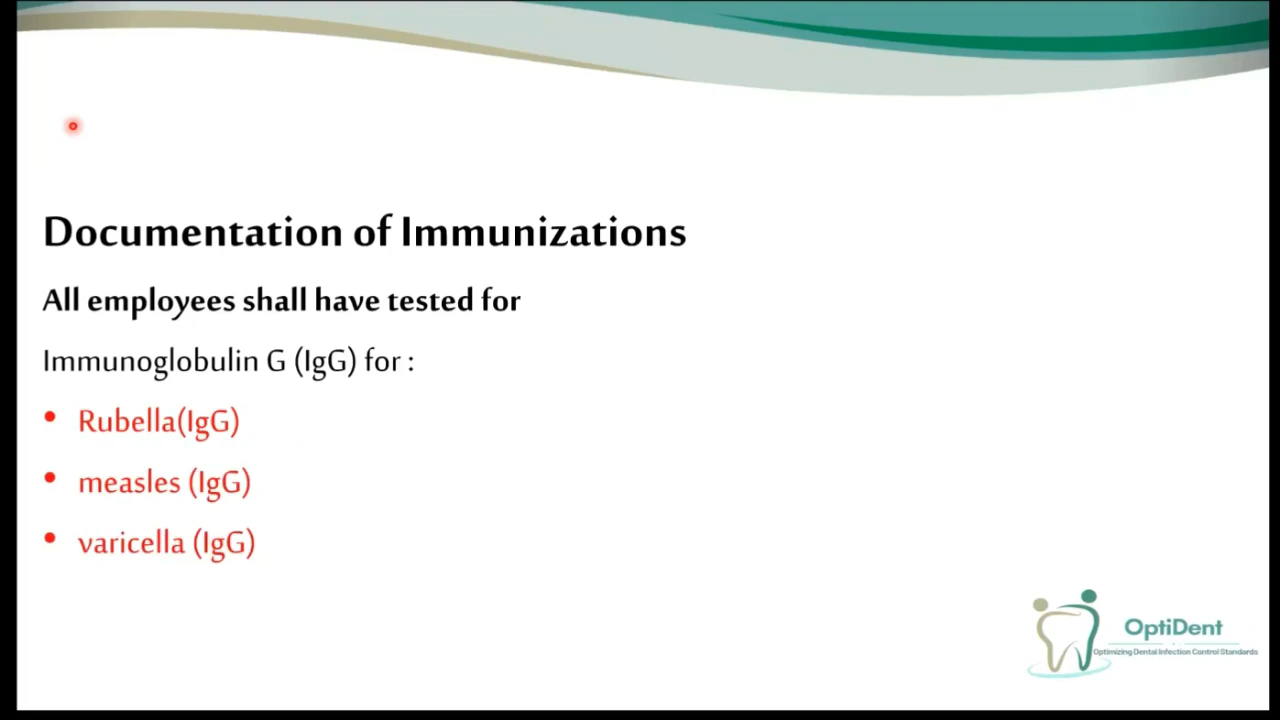 Documentation of Immunizations
All employees shall have tested for
Immunoglobulin G (IgG) for :
• Rubella(IgG)
• measles (IgG)
• varicella (IgG)
OptiDent
Optimizing Dental Infection Control Standards